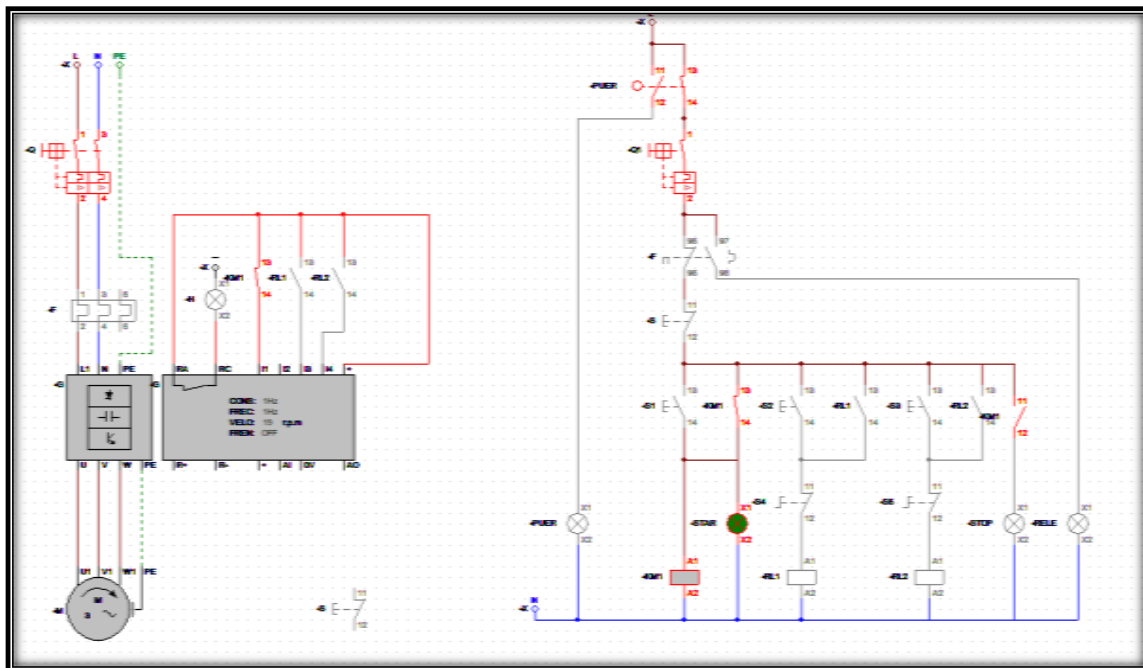 -X
L N PE
-X
11 13
-PUER
12 14
1 3
-Q
2 4
1
-Q1
2
-X
X1
-H
X2
13
-KM1
14
13
-RL1
14
13
-RL2
14
95 97
-F
96 98
1 3 5
-F
2 4 6
11
-S
12
L1 N PE
-G
-G
RA RC I1 I2 I3 I4 +
CONS: 1Hz
FREC: 1Hz
VELO: 19 r.p.m
FREN: OFF
U V W PE
R+ R- + AI 0V AO
13
-S1
14
13
-KM1
14
13
-S2
14
13
-RL1
14
13
-S3
14
13
-RL2
14
11
-KM1
12
11
-S4
12
11
-S5
12
X1
-PUER
X2
X1
-STAR
X2
X1
-STOP
X2
X1
-RELE
X2
A1
-KM1
A2
A1
-RL1
A2
A1
-RL2
A2
U1 V1 W1 PE
-M
M
3
11
-S
12
N
-X